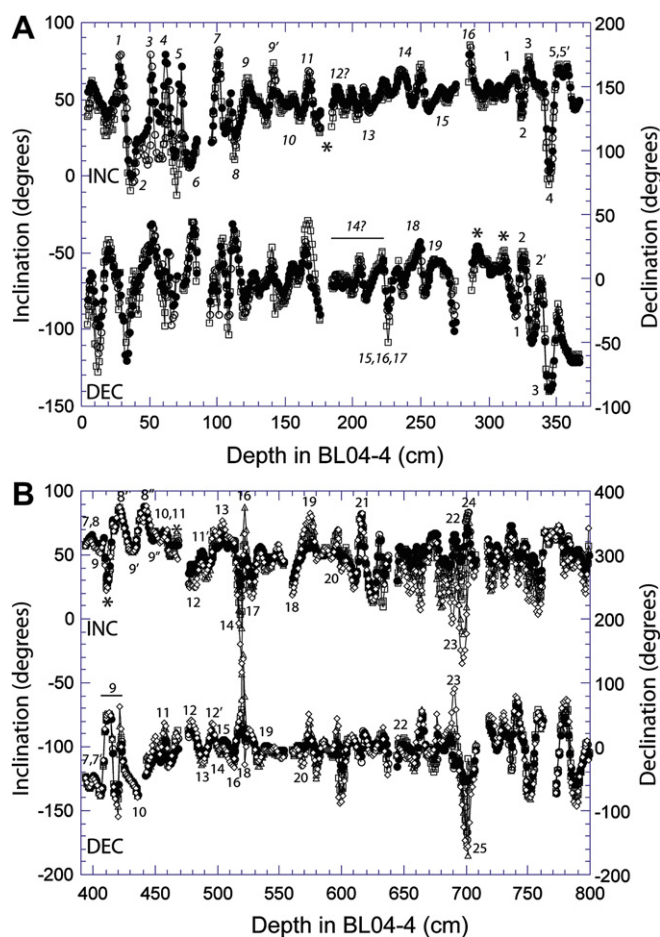 A
100
50
0
-50
-100
-150
200
150
100
50
0
-50
-100
Inclination (degrees)
Declination (degrees)
1 3 4 5 7 9 9' 11 14 16 1 3 5,5'
2 6 8 10 * 12? 13 15 2 4
INC
14? 18 19 * * 2 2'
15,16,17 1 3
DEC
0 50 100 150 200 250 300 350
Depth in BL04-4 (cm)
B
100
50
0
-50
-100
-150
-200
400
300
200
100
0
-100
-200
Inclination (degrees)
Declination (degrees)
7,8 8' 8" 10,11 * 13 16 19 21 22 24
9 * 9' 9" 11' 12 14 17 18 20 23
INC
9 11 12 12' 15 19 22 23
7,7' 10 13 14 16 18 20 25
DEC
400 450 500 550 600 650 700 750 800
Depth in BL04-4 (cm)